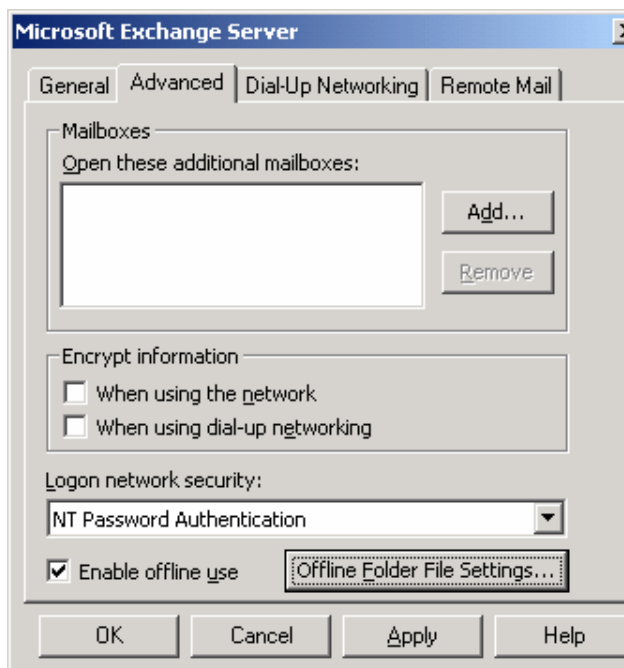 Microsoft Exchange Server
General Advanced Dial-Up Networking Remote Mail
Mailboxes
Open these additional mailboxes:
Add...
Remove
Encrypt information
When using the network
When using dial-up networking
Logon network security:
NT Password Authentication
Enable offline use Offline Folder File Settings...
OK Cancel Apply Help